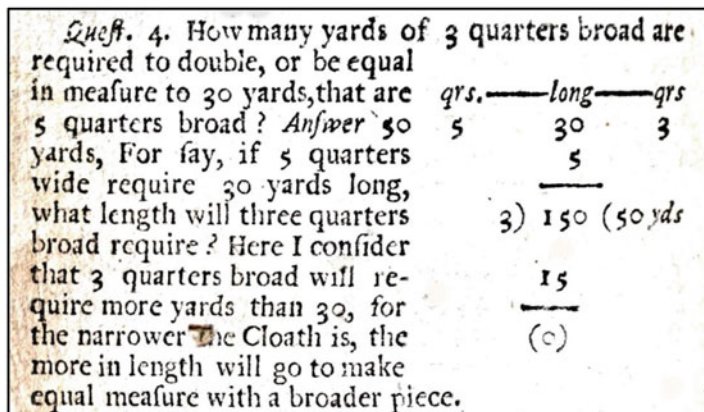 Queſt. 4. How many yards of 3 quarters broad are
required to double, or be equal
in meaſure to 30 yards, that are
5 quarters broad? Anſwer 50
yards, For ſay, if 5 quarters
wide require 30 yards long,
what length will three quarters
broad require? Here I conſider
that 3 quarters broad will re-
quire more yards than 30, for
the narrower the Cloath is, the
more in length will go to make
equal meaſure with a broader piece.
qrs.——long——qrs
5 30 3
5
3) 150 (50 yds
15
(0)